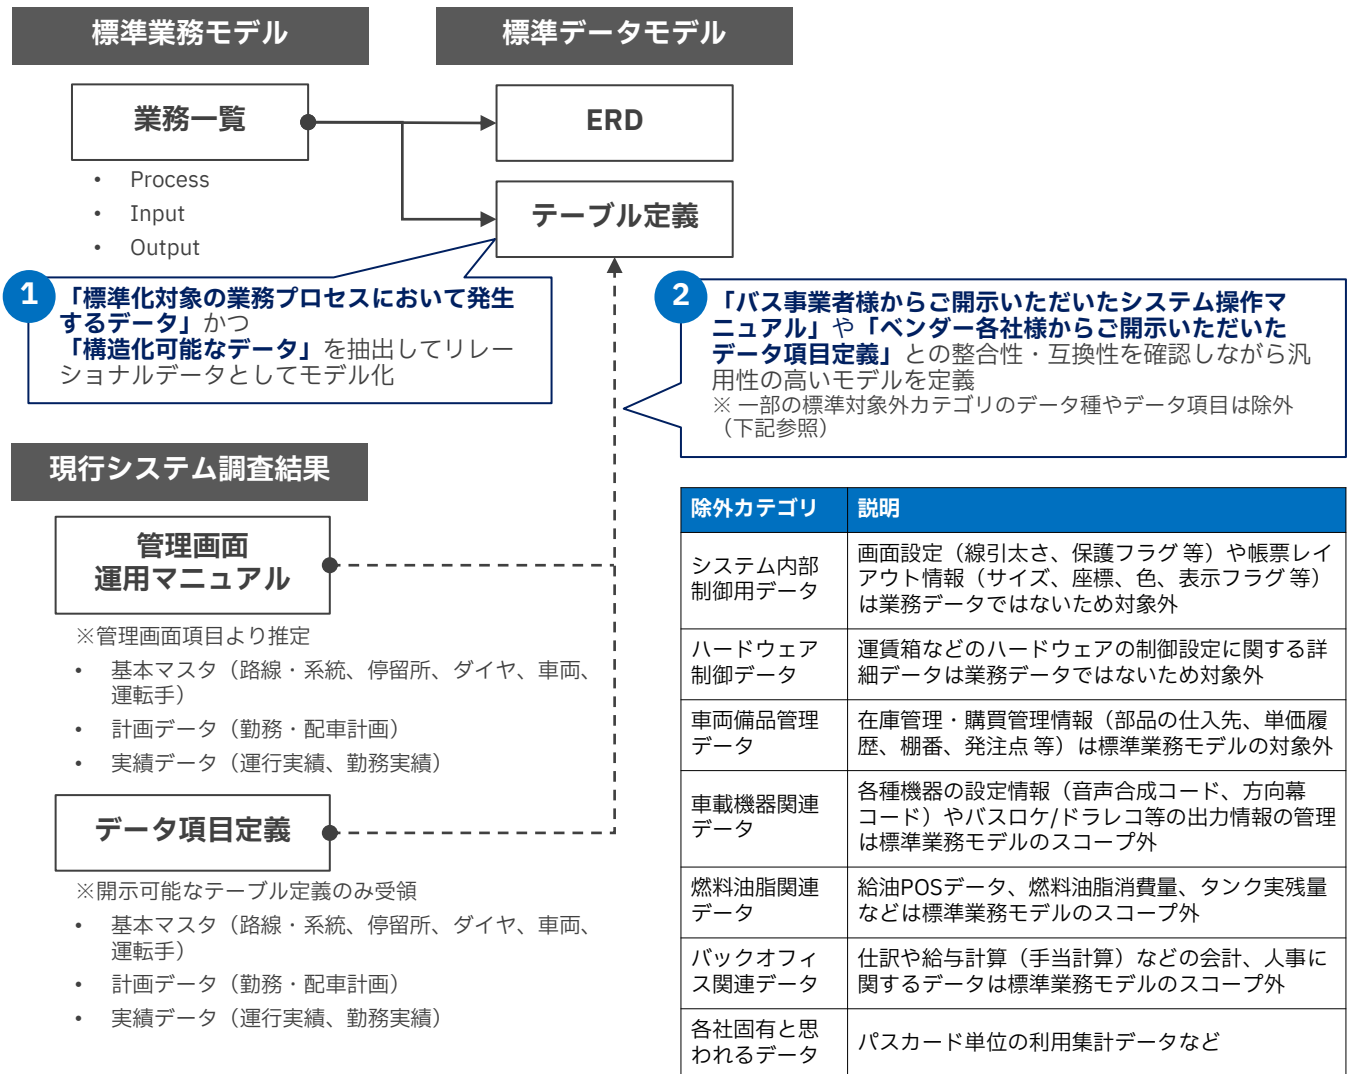 標準業務モデル
標準データモデル
業務一覧
ERD
• Process
• Input
• Output
テーブル定義
1
「標準化対象の業務プロセスにおいて発生
するデータ」かつ
「構造化可能なデータ」を抽出してリレー
ショナルデータとしてモデル化
2
「バス事業者様からご開示いただいたシステム操作マ
ニュアル」や「ベンダー各社様からご開示いただいた
データ項目定義」との整合性・互換性を確認しながら汎
用性の高いモデルを定義
※ 一部の標準対象外カテゴリのデータ種やデータ項目は除外
（下記参照）
現行システム調査結果
管理画面
運用マニュアル
※管理画面項目より推定
• 基本マスタ（路線・系統、停留所、ダイヤ、車両、
運転手）
• 計画データ（勤務・配車計画）
• 実績データ（運行実績、勤務実績）
データ項目定義
※開示可能なテーブル定義のみ受領
• 基本マスタ（路線・系統、停留所、ダイヤ、車両、
運転手）
• 計画データ（勤務・配車計画）
• 実績データ（運行実績、勤務実績）
除外カテゴリ
説明
システム内部
制御用データ
画面設定（線引太さ、保護フラグ 等）や帳票レイ
アウト情報（サイズ、座標、色、表示フラグ 等）
は業務データではないため対象外
ハードウェア
制御データ
運賃箱などのハードウェアの制御設定に関する詳
細データは業務データではないため対象外
車両備品管理
データ
在庫管理・購買管理情報（部品の仕入先、単価履
歴、棚番、発注点 等）は標準業務モデルの対象外
車載機器関連
データ
各種機器の設定情報（音声合成コード、方向幕
コード）やバスロケ/ドラレコ等の出力情報の管理
は標準業務モデルのスコープ外
燃料油脂関連
データ
給油POSデータ、燃料油脂消費量、タンク実残量
などは標準業務モデルのスコープ外
バックオフィ
ス関連データ
仕訳や給与計算（手当計算）などの会計、人事に
関するデータは標準業務モデルのスコープ外
各社固有と思
われるデータ
パスカード単位の利用集計データなど